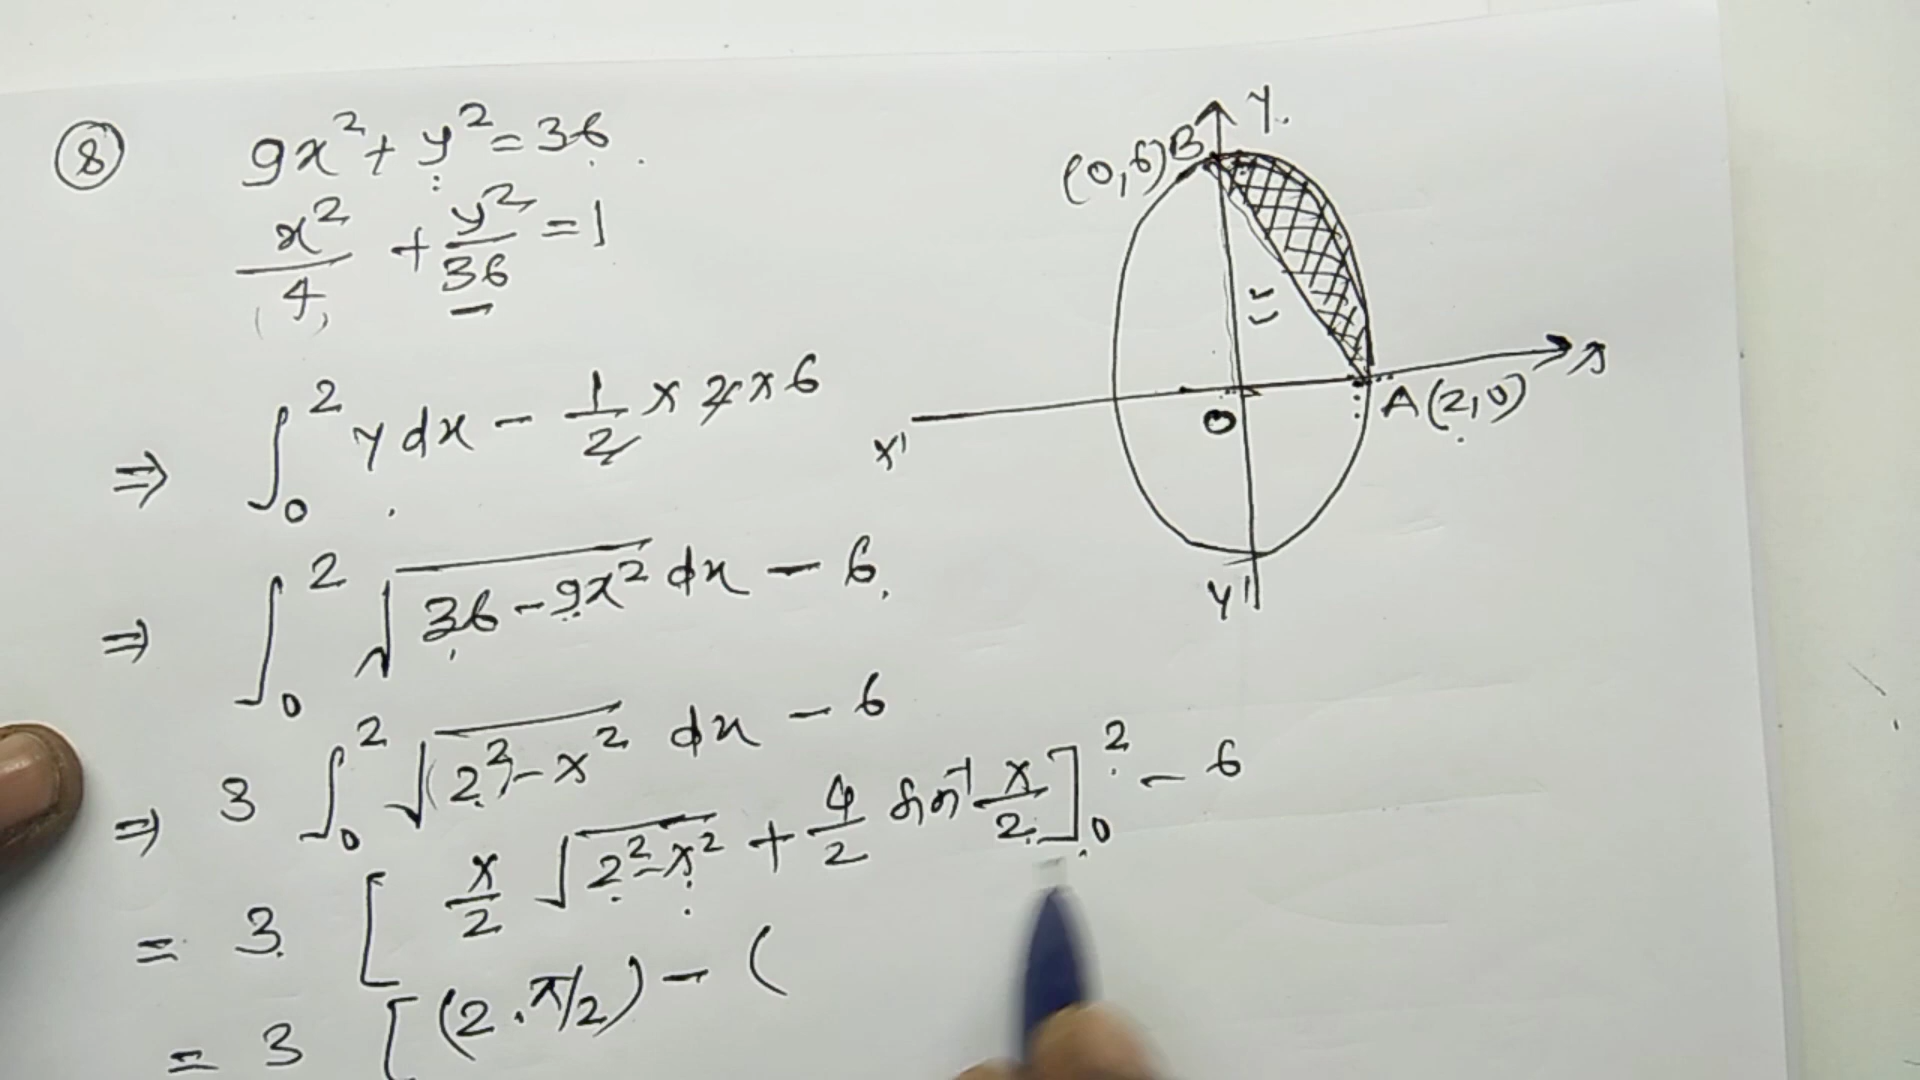 ⑧ 9x² + y² = 36.
x²/4 + y²/36 = 1
⇒ ∫₀² y dx − 1/2 × 2 × 6
⇒ ∫₀² √(36 − 9x²) dx − 6
⇒ 3 ∫₀² √(2² − x²) dx − 6
= 3 [ x/2 √(2² − x²) + 4/2 sin⁻¹ x/2 ]₀² − 6
= 3 [ (2 . π/2) − (
Y.
(0,6) B
X
A(2,0)
O
X'
Y'